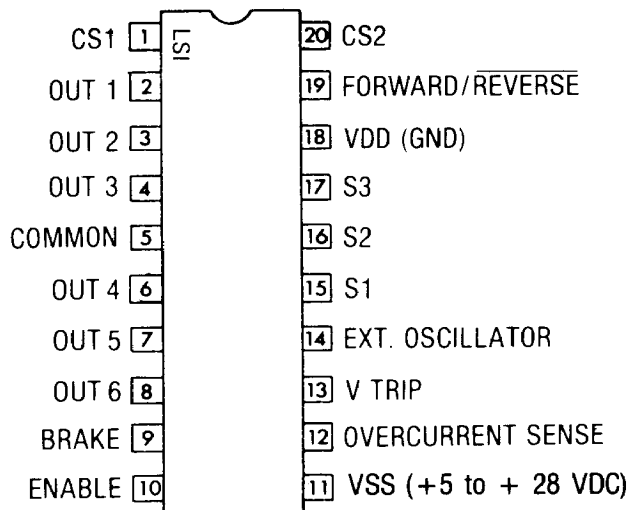 CS1 1 LSI 20 CS2
OUT 1 2 19 FORWARD/REVERSE
OUT 2 3 18 VDD (GND)
OUT 3 4 17 S3
COMMON 5 16 S2
OUT 4 6 15 S1
OUT 5 7 14 EXT. OSCILLATOR
OUT 6 8 13 V TRIP
BRAKE 9 12 OVERCURRENT SENSE
ENABLE 10 11 VSS (+5 to + 28 VDC)